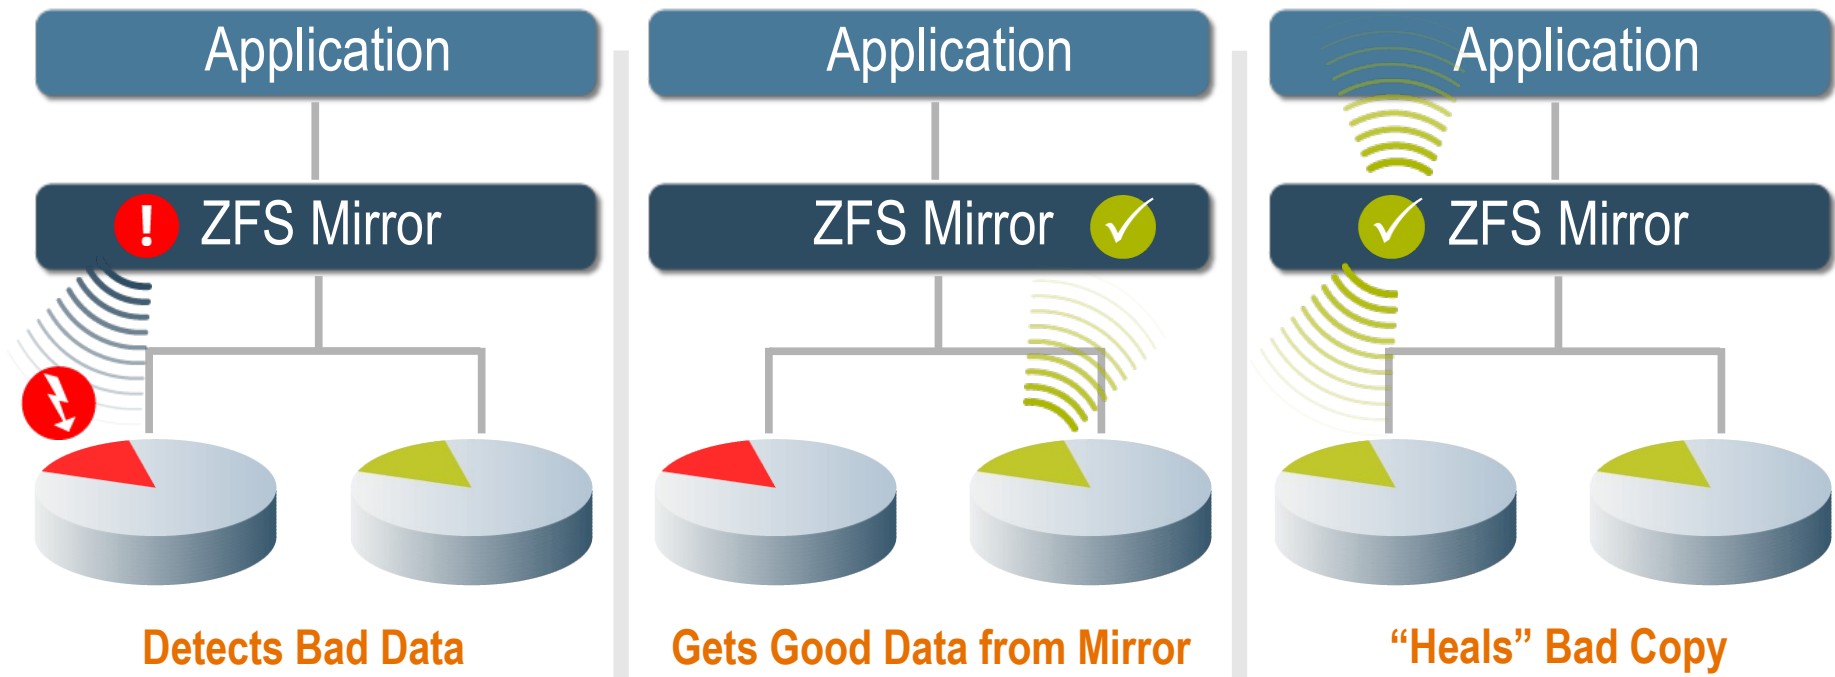 Application
ZFS Mirror
Detects Bad Data
Application
ZFS Mirror
Gets Good Data from Mirror
Application
ZFS Mirror
“Heals” Bad Copy